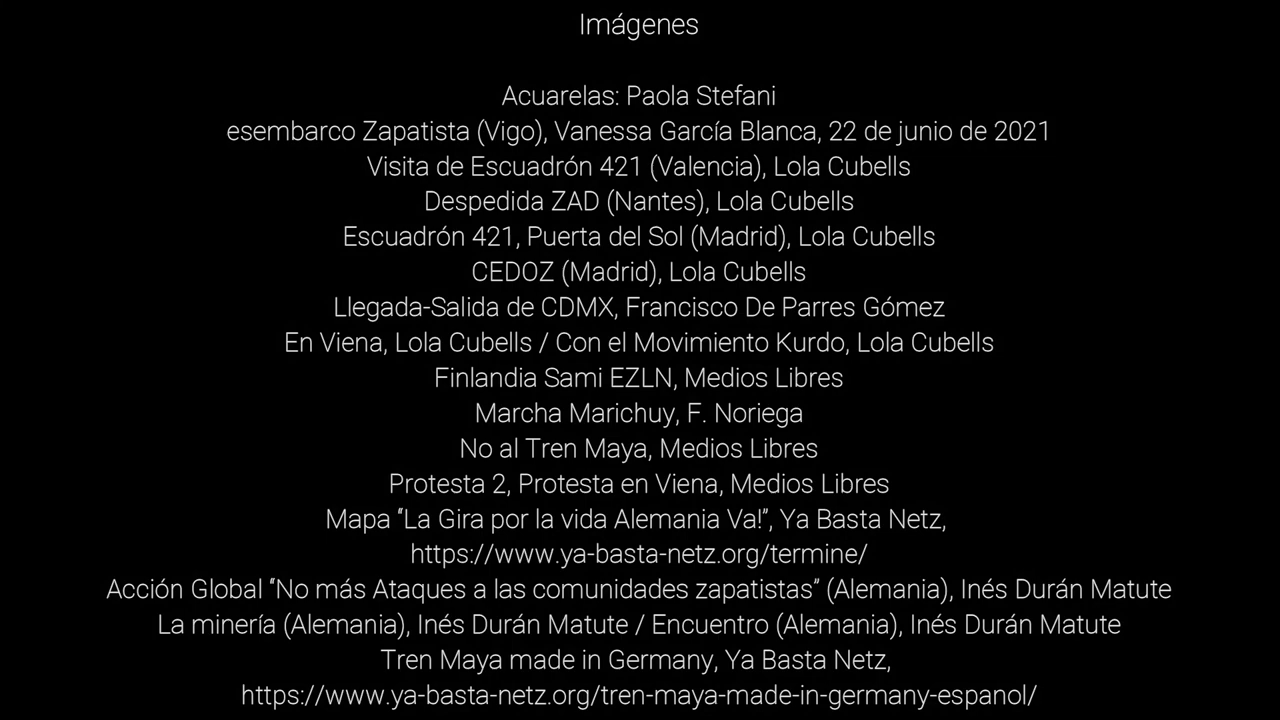 Imágenes
Acuarelas: Paola Stefani
esembarco Zapatista (Vigo), Vanessa García Blanca, 22 de junio de 2021
Visita de Escuadrón 421 (Valencia), Lola Cubells
Despedida ZAD (Nantes), Lola Cubells
Escuadrón 421, Puerta del Sol (Madrid), Lola Cubells
CEDOZ (Madrid), Lola Cubells
Llegada-Salida de CDMX, Francisco De Parres Gómez
En Viena, Lola Cubells / Con el Movimiento Kurdo, Lola Cubells
Finlandia Sami EZLN, Medios Libres
Marcha Marichuy, F. Noriega
No al Tren Maya, Medios Libres
Protesta 2, Protesta en Viena, Medios Libres
Mapa “La Gira por la vida Alemania Va!”, Ya Basta Netz,
https://www.ya-basta-netz.org/termine/
Acción Global “No más Ataques a las comunidades zapatistas” (Alemania), Inés Durán Matute
La minería (Alemania), Inés Durán Matute / Encuentro (Alemania), Inés Durán Matute
Tren Maya made in Germany, Ya Basta Netz,
https://www.ya-basta-netz.org/tren-maya-made-in-germany-espanol/